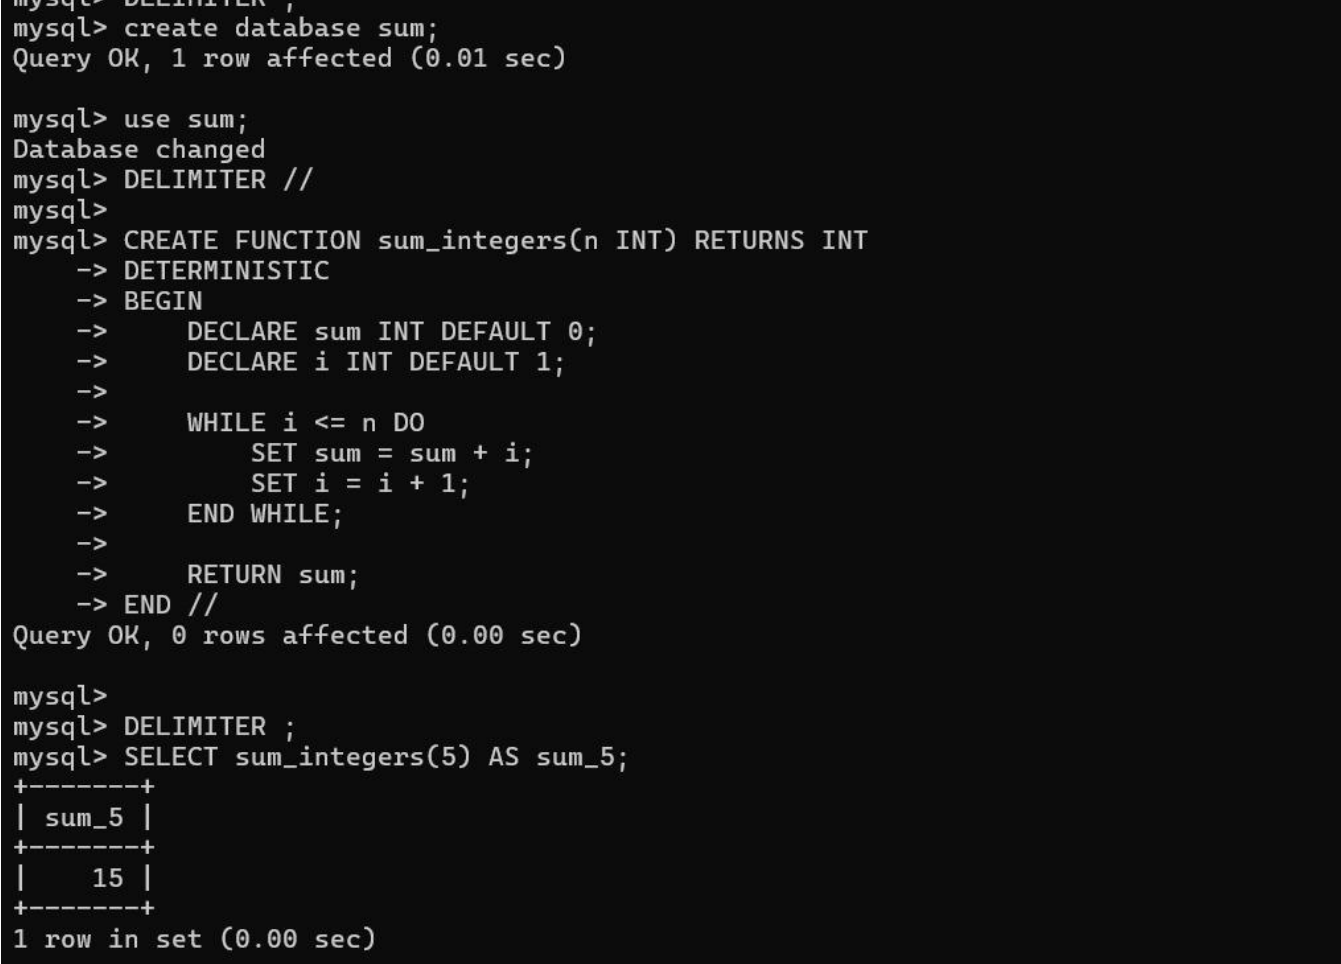 mysql> DELIMITER ;
mysql> create database sum;
Query OK, 1 row affected (0.01 sec)

mysql> use sum;
Database changed
mysql> DELIMITER //
mysql>
mysql> CREATE FUNCTION sum_integers(n INT) RETURNS INT
    -> DETERMINISTIC
    -> BEGIN
    ->     DECLARE sum INT DEFAULT 0;
    ->     DECLARE i INT DEFAULT 1;
    ->
    ->     WHILE i <= n DO
    ->         SET sum = sum + i;
    ->         SET i = i + 1;
    ->     END WHILE;
    ->
    ->     RETURN sum;
    -> END //
Query OK, 0 rows affected (0.00 sec)

mysql>
mysql> DELIMITER ;
mysql> SELECT sum_integers(5) AS sum_5;
+-------+
| sum_5 |
+-------+
|    15 |
+-------+
1 row in set (0.00 sec)